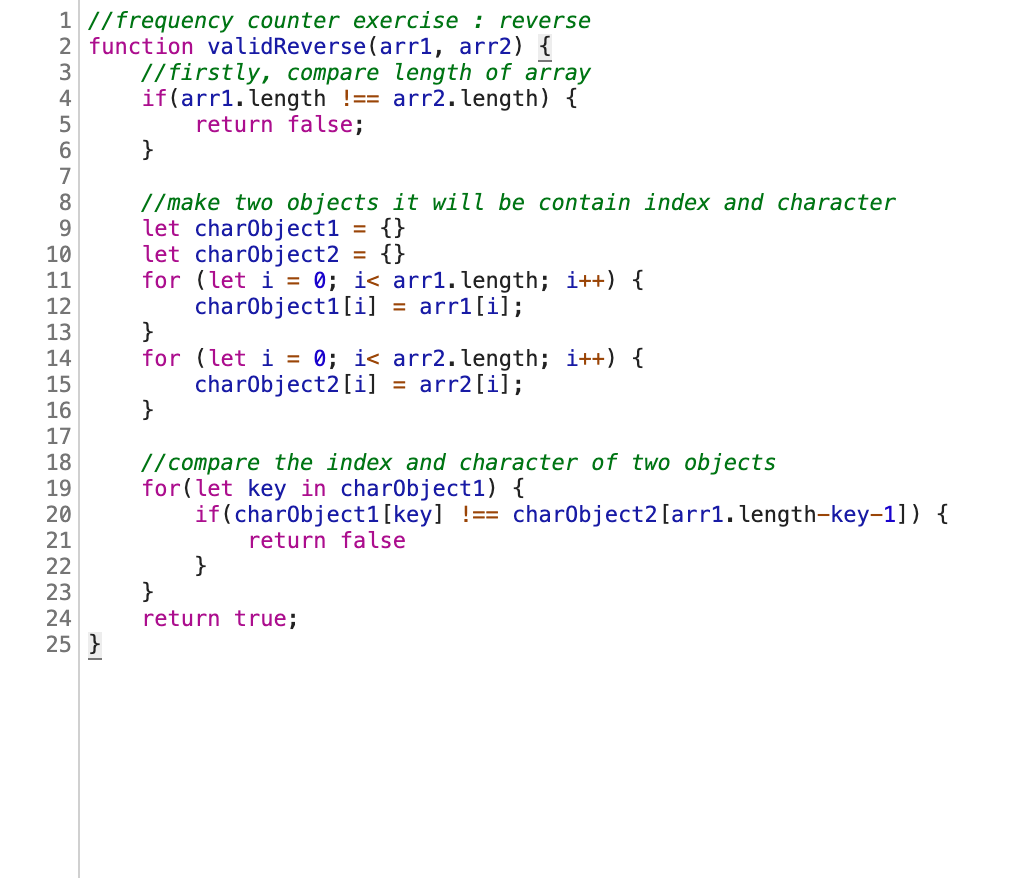 1 //frequency counter exercise : reverse
2 function validReverse(arr1, arr2) {
3     //firstly, compare length of array
4     if(arr1.length !== arr2.length) {
5         return false;
6     }
7
8     //make two objects it will be contain index and character
9     let charObject1 = {}
10     let charObject2 = {}
11     for (let i = 0; i< arr1.length; i++) {
12         charObject1[i] = arr1[i];
13     }
14     for (let i = 0; i< arr2.length; i++) {
15         charObject2[i] = arr2[i];
16     }
17
18     //compare the index and character of two objects
19     for(let key in charObject1) {
20         if(charObject1[key] !== charObject2[arr1.length-key-1]) {
21             return false
22         }
23     }
24     return true;
25 }